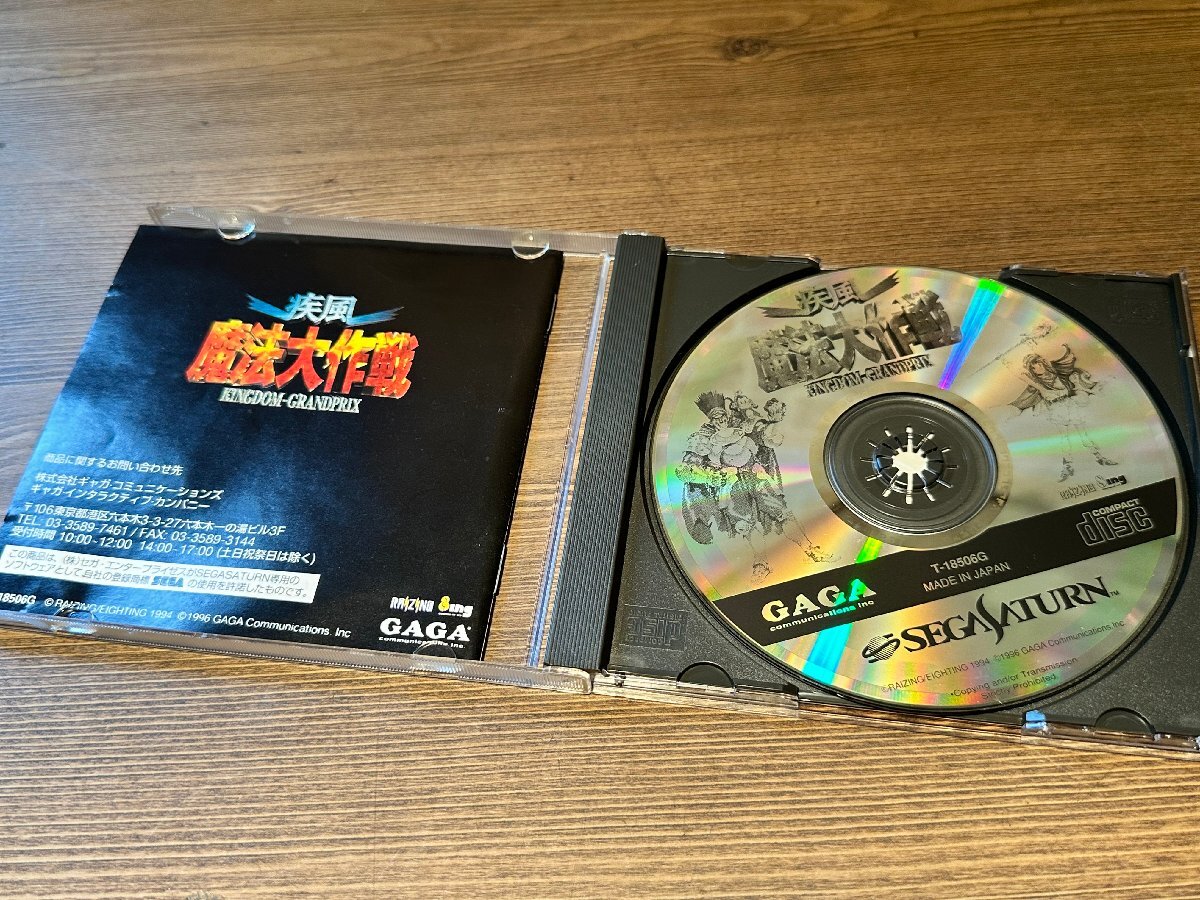 疾風
魔法大作戦
KINGDOM-GRANDPRIX
商品に関するお問い合わせ先
株式会社ギャガ・コミュニケーションズ
ギャガインタラクティブ・カンパニー
〒106東京都港区六本木3-3-27六本木一の湯ビル3F
TEL. 03-3589-7461 / FAX. 03-3589-3144
受付時間 10:00-12:00 14:00-17:00 (土日祝祭日は除く)
この商品は、(株)セガ・エンタープライゼスがSEGASATURN専用の
ソフトウェアとして自社の登録商標 SEGA の使用を許諾したものです。
18506G © RAIZING/EIGHTING 1994 ©1996 GAGA Communications. Inc
RAIZING 8ing
GAGA
communications inc.
疾風
魔法大作戦
KINGDOM-GRANDPRIX
RAIZING 8ing
COMPACT
disc
T-18506G
MADE IN JAPAN
GAGA
communications inc
SEGA SATURN™
©RAIZING/EIGHTING 1994 ©1996 GAGA Communications Inc
•Copying and/or Transmission
Strictly Prohibited.